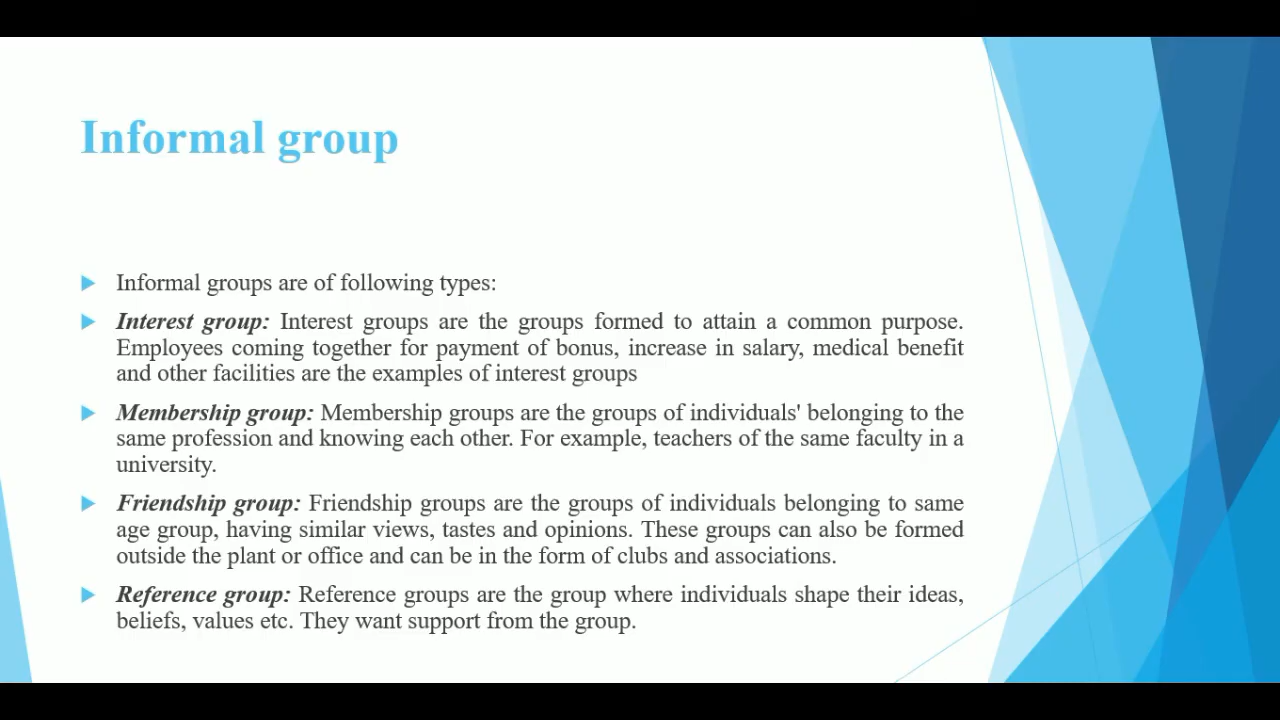 Informal group
Informal groups are of following types:
Interest group: Interest groups are the groups formed to attain a common purpose.
Employees coming together for payment of bonus, increase in salary, medical benefit
and other facilities are the examples of interest groups
Membership group: Membership groups are the groups of individuals' belonging to the
same profession and knowing each other. For example, teachers of the same faculty in a
university.
Friendship group: Friendship groups are the groups of individuals belonging to same
age group, having similar views, tastes and opinions. These groups can also be formed
outside the plant or office and can be in the form of clubs and associations.
Reference group: Reference groups are the group where individuals shape their ideas,
beliefs, values etc. They want support from the group.